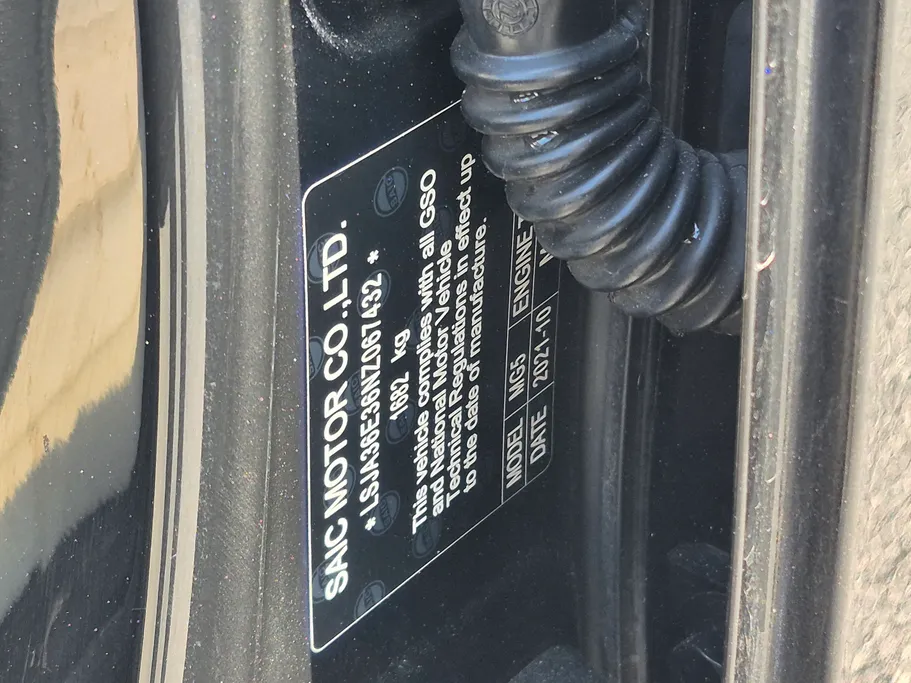 SAIC MOTOR CO.,LTD.
* LSJA36E36NZ067432 *
1682 kg
This vehicle complies with all GSO
and National Motor Vehicle
Technical Regulations in effect up
to the date of manufacture.
MODEL MG5 ENGINE
DATE 2021-10